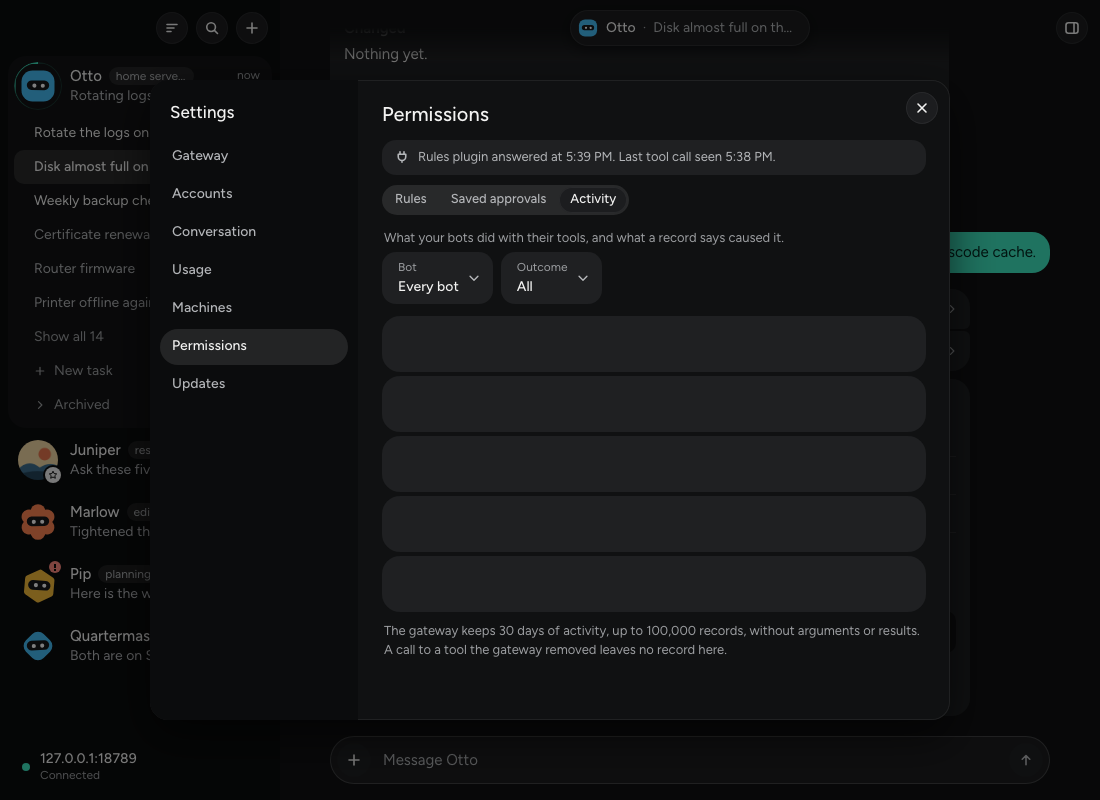 Otto · Disk almost full on th...
Nothing yet.
Otto
home serve...
now
Rotating logs
Rotate the logs on
Disk almost full on
Weekly backup che
Certificate renewa
Router firmware
Printer offline again
Show all 14
New task
Archived
Juniper
res
Ask these five
Marlow
edi
Tightened th
Pip
planning
Here is the w
Quartermas
Both are on S
127.0.0.1:18789
Connected
Settings
Gateway
Accounts
Conversation
Usage
Machines
Permissions
Updates
Permissions
Rules plugin answered at 5:39 PM. Last tool call seen 5:38 PM.
Rules
Saved approvals
Activity
What your bots did with their tools, and what a record says caused it.
Bot
Every bot
Outcome
All
The gateway keeps 30 days of activity, up to 100,000 records, without arguments or results.
A call to a tool the gateway removed leaves no record here.
scode cache.
Message Otto